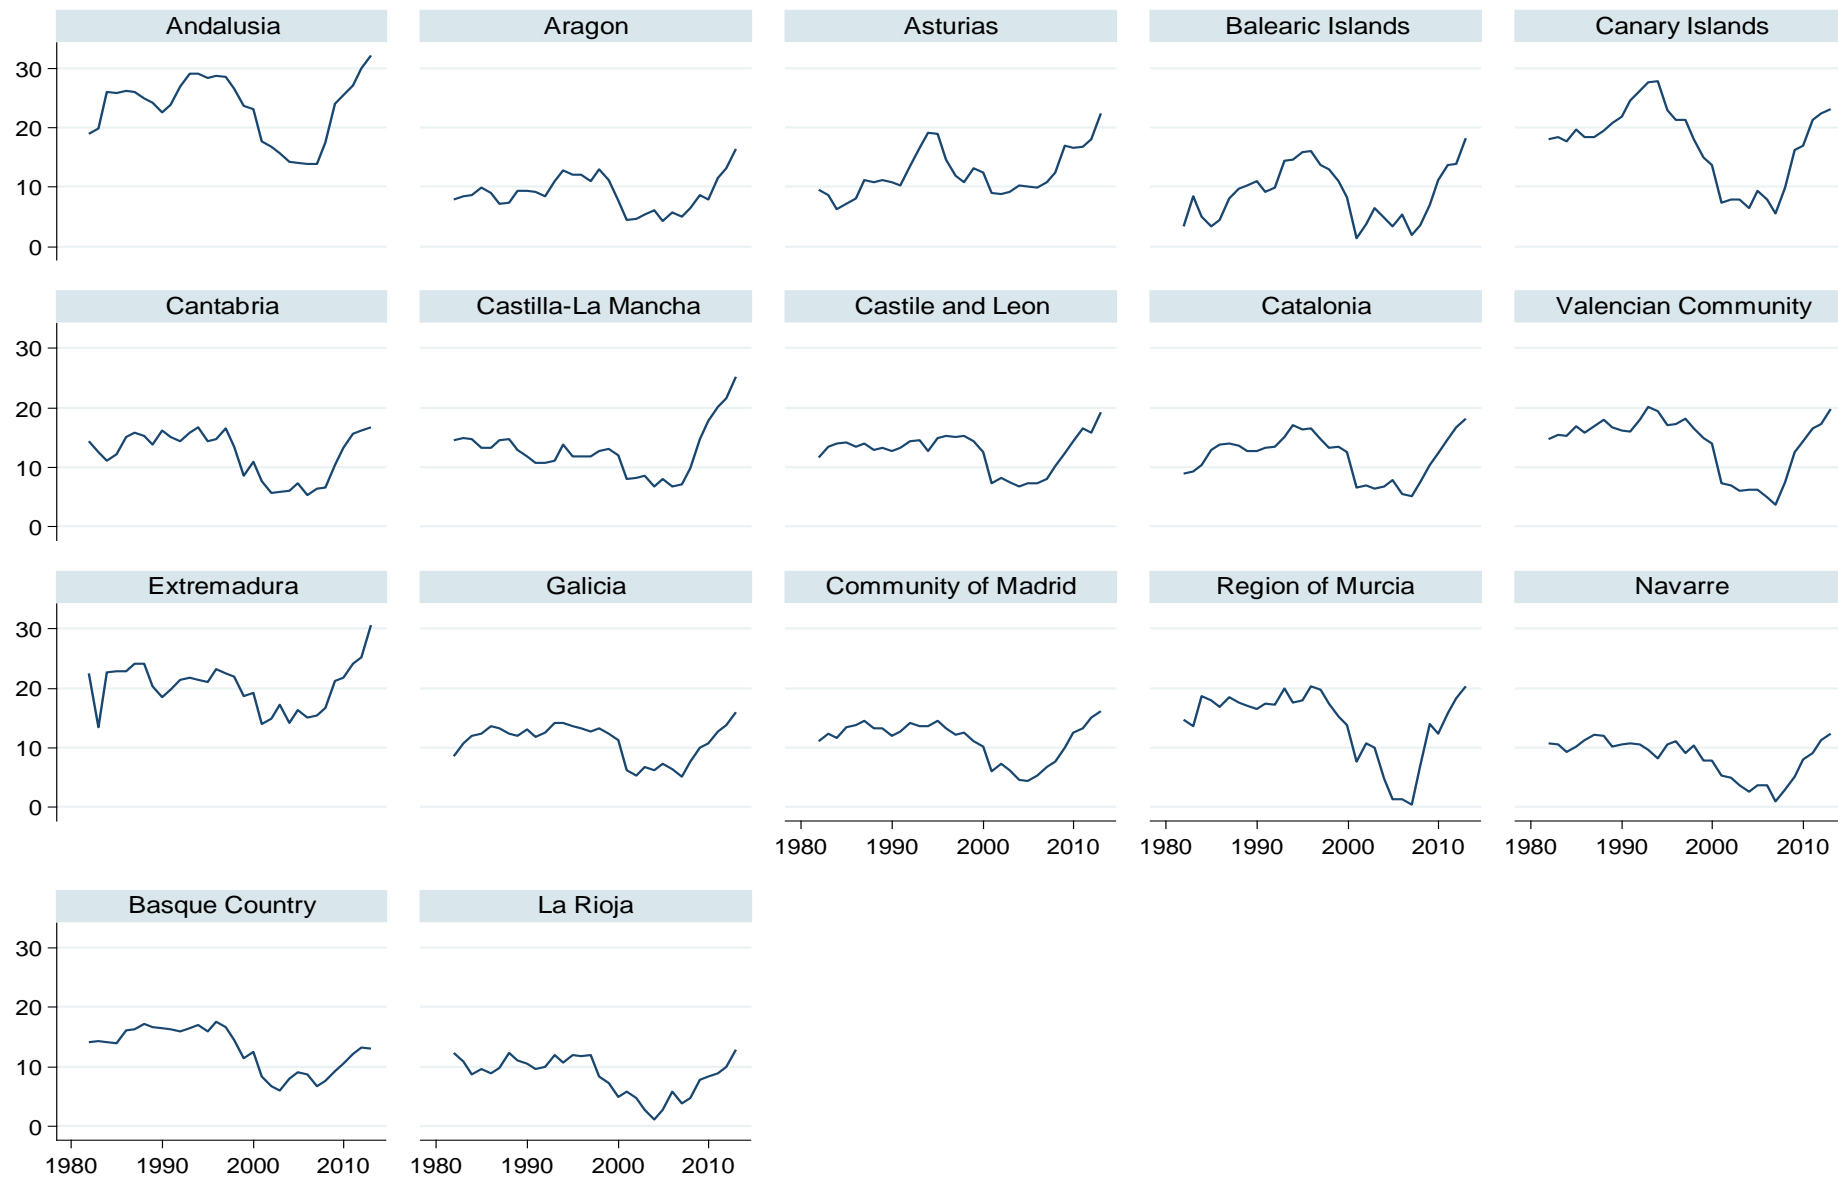 Andalusia
Aragon
Asturias
Balearic Islands
Canary Islands
30
20
10
0
Cantabria
Castilla-La Mancha
Castile and Leon
Catalonia
Valencian Community
30
20
10
0
Extremadura
Galicia
Community of Madrid
Region of Murcia
Navarre
30
20
10
0
1980 1990 2000 2010
1980 1990 2000 2010
1980 1990 2000 2010
Basque Country
La Rioja
30
20
10
0
1980 1990 2000 2010
1980 1990 2000 2010